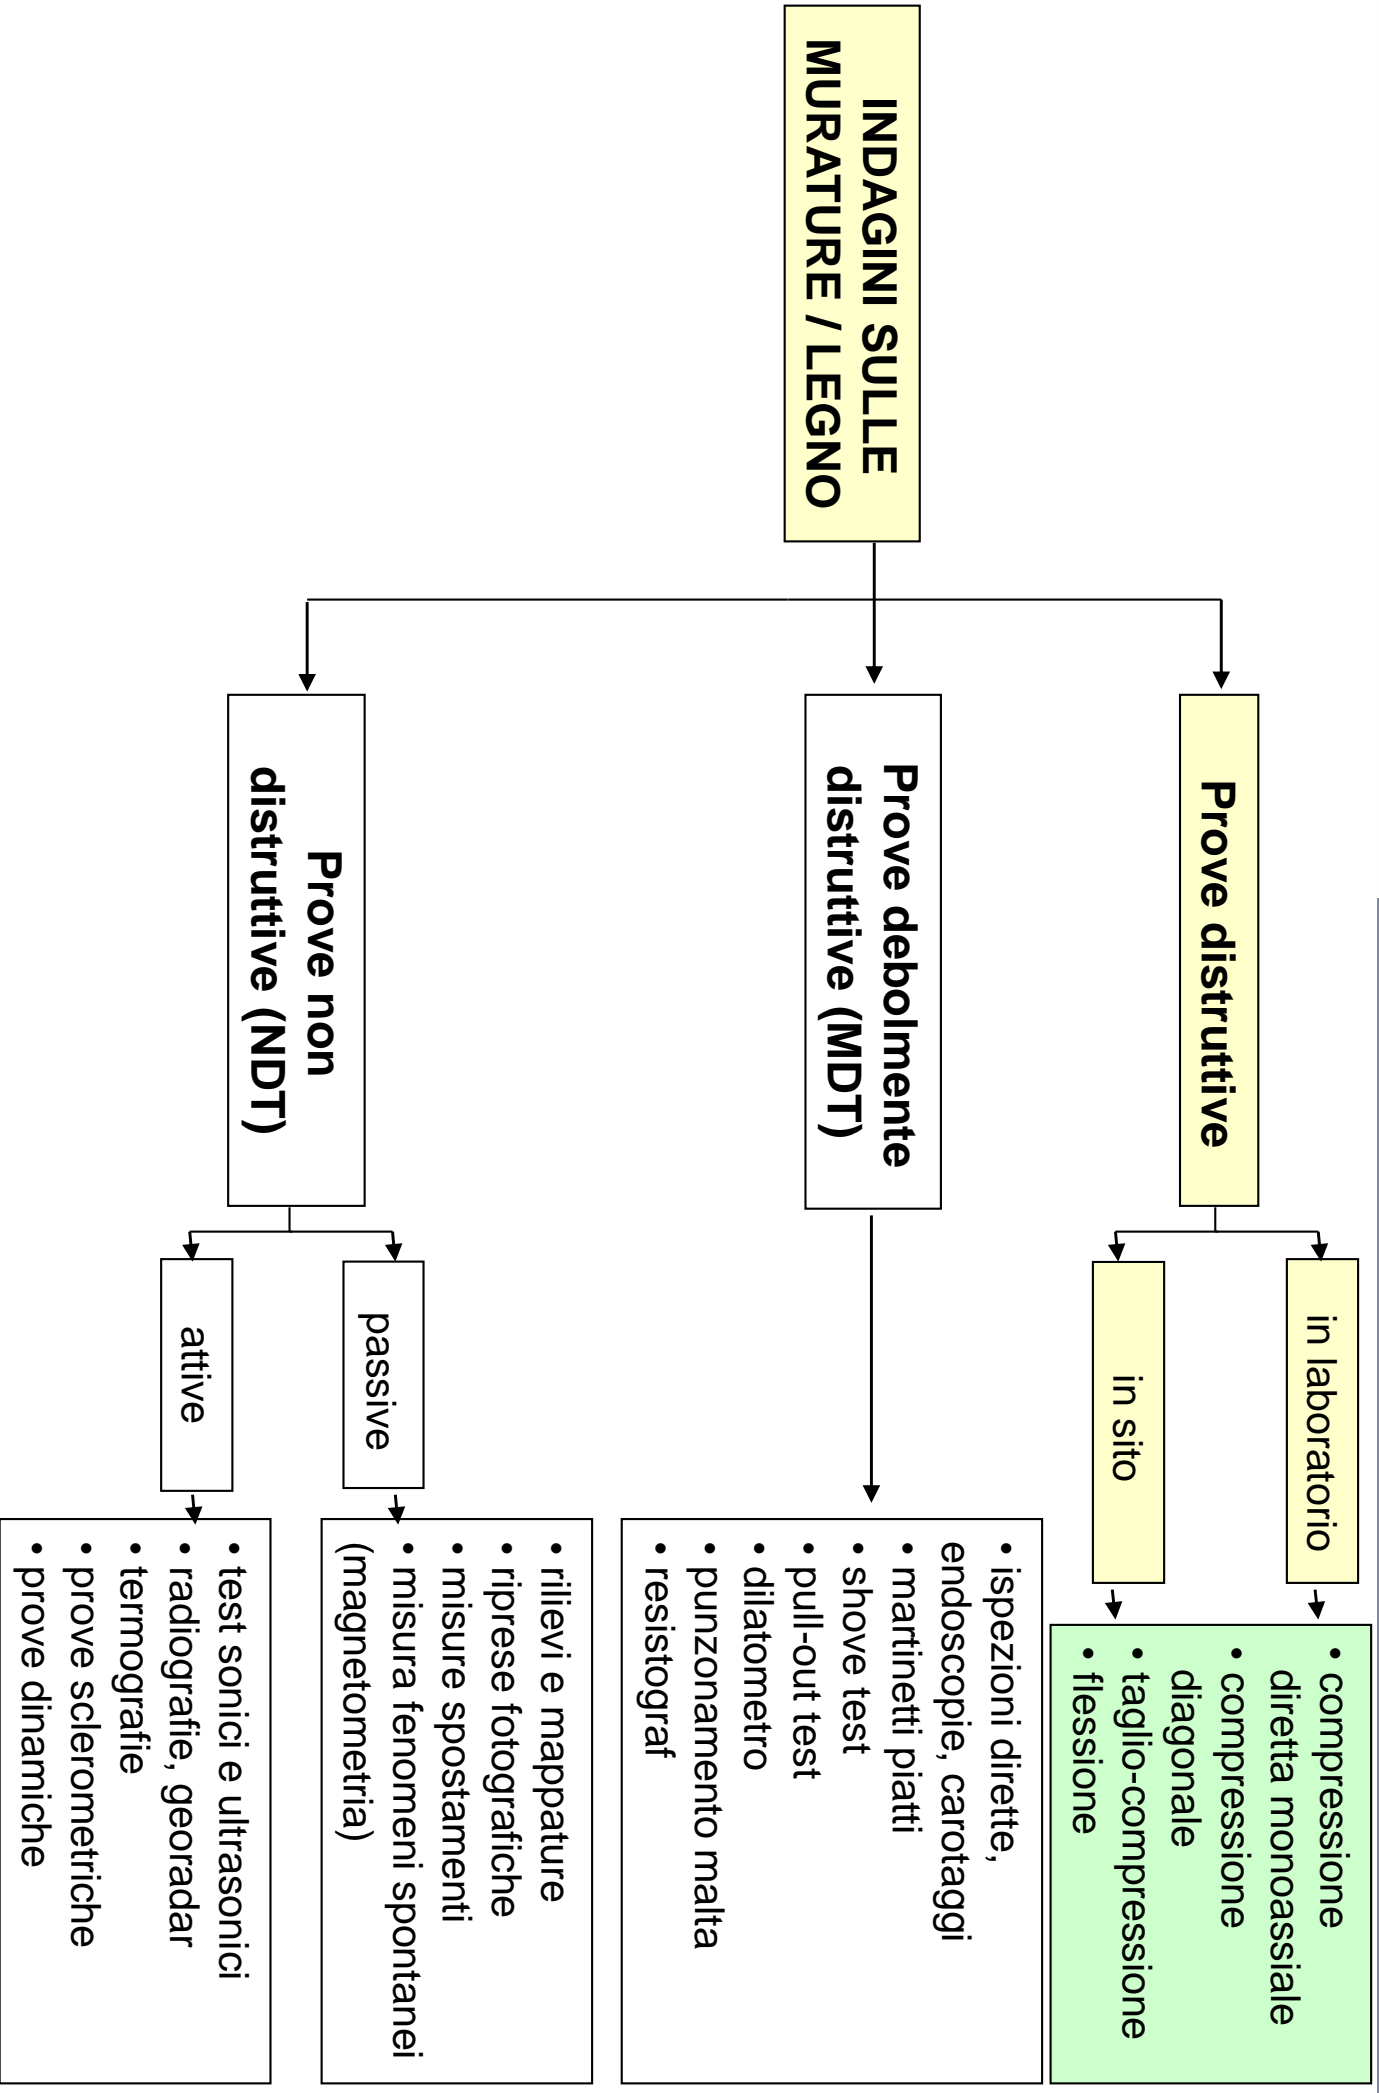 INDAGINI SULLE
MURATURE / LEGNO
Prove distruttive
in laboratorio
in sito
• compressione
diretta monoassiale
• compressione
diagonale
• taglio-compressione
• flessione
Prove debolmente
distruttive (MDT)
• ispezioni dirette,
endoscopie, carotaggi
• martinetti piatti
• shove test
• pull-out test
• dilatometro
• punzonamento malta
• resistograf
Prove non
distruttive (NDT)
passive
• rilievi e mappature
• riprese fotografiche
• misure spostamenti
• misura fenomeni spontanei
(magnetometria)
attive
• test sonici e ultrasonici
• radiografie, georadar
• termografie
• prove sclerometriche
• prove dinamiche